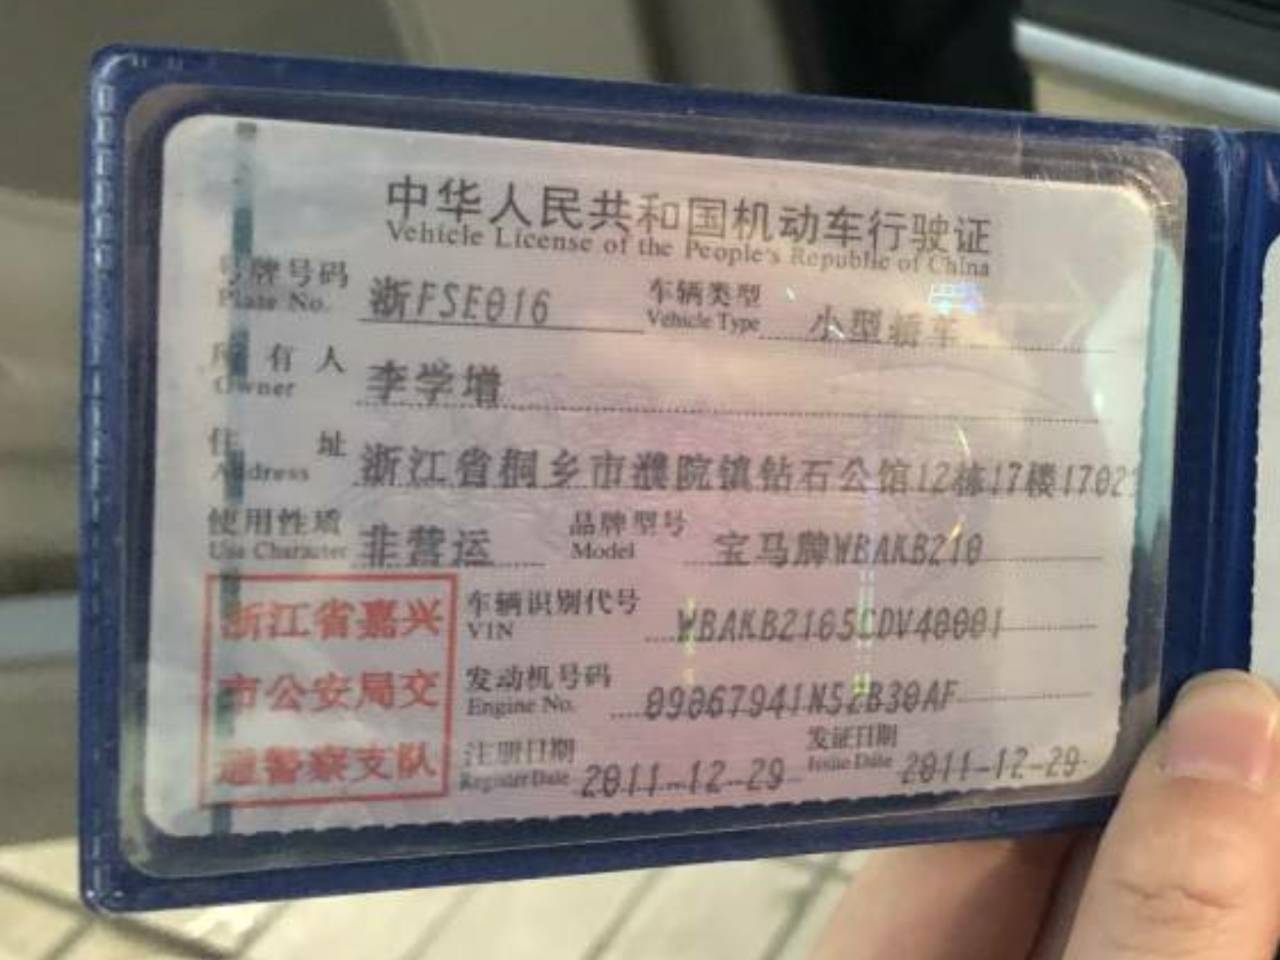 中华人民共和国机动车行驶证
Vehicle License of the People's Republic of China
号牌号码 浙FSE016 车辆类型 小型轿车
Plate No. Vehicle Type
所有人 李学增
Owner
住址 浙江省桐乡市濮院镇钻石公馆12栋17楼1702
Address
使用性质 非营运 品牌型号 宝马牌WBAKB210
Use Character Model
浙江省嘉兴
市公安局交
通警察支队
车辆识别代号 WBAKB2105CDV40001
VIN
发动机号码 09067941N52B30AF
Engine No.
注册日期 2011-12-29 发证日期 2011-12-29
Register Date Issue Date